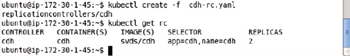 ubuntu@ip-172-30-1-45:~$ kubectl create -f cdh-rc.yaml
replicationcontrollers/cdh
ubuntu@ip-172-30-1-45:~$ kubectl get rc
CONTROLLER CONTAINER(S) IMAGE(S) SELECTOR REPLICAS
cdh cdh svds/cdh app=cdh,name=cdh 2
ubuntu@ip-172-30-1-45:~$